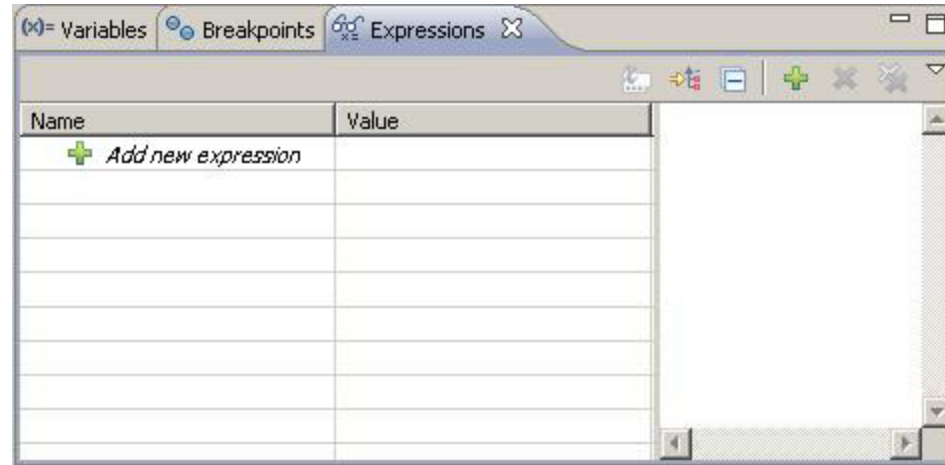 (x)= Variables Breakpoints Expressions
Name Value
Add new expression